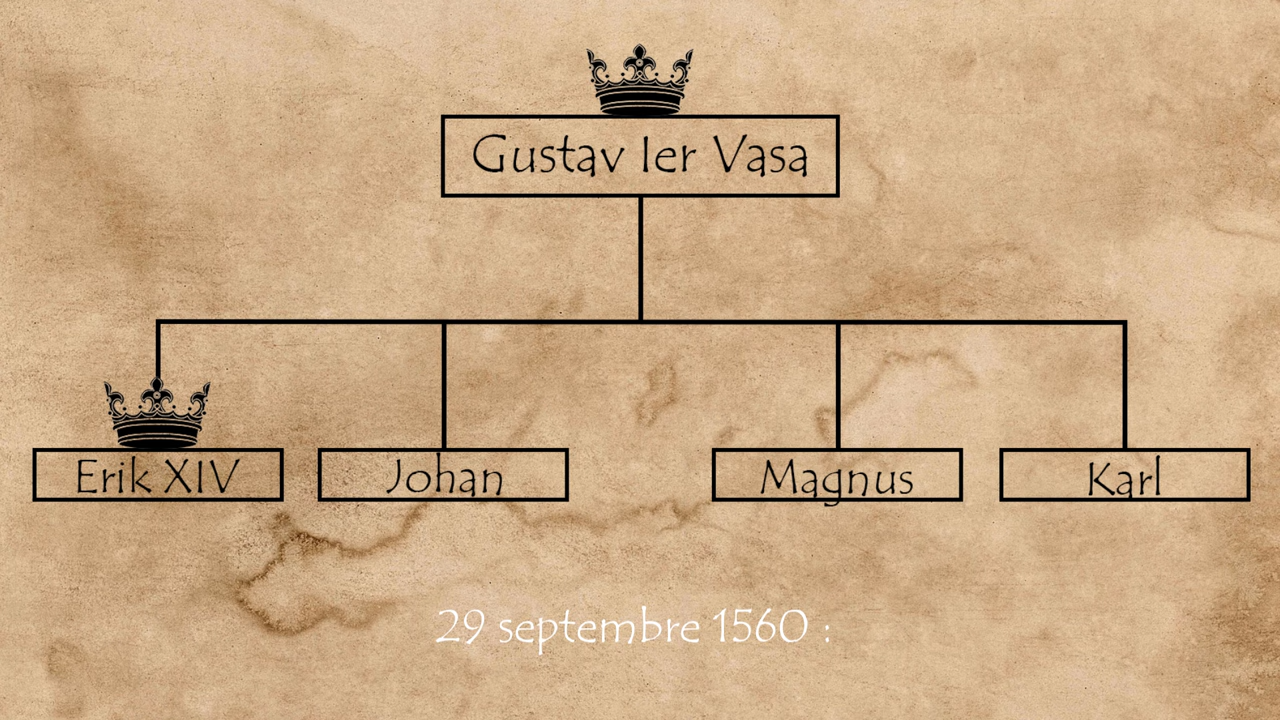 Gustav Ier Vasa
Erik XIV
Johan
Magnus
Karl
29 septembre 1560 :